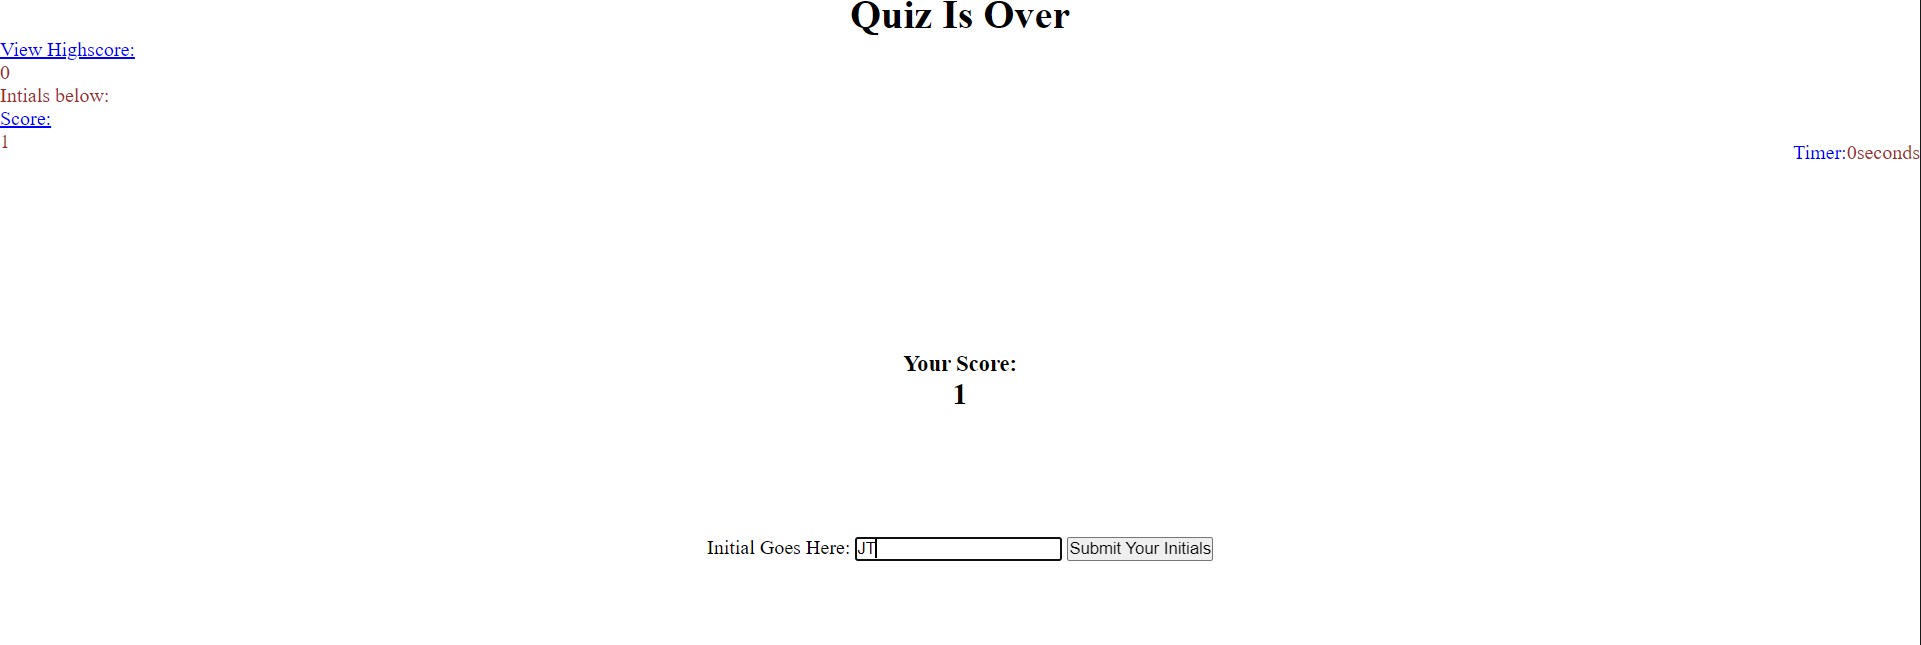 Quiz Is Over
View Highscore:
0
Intials below:
Score:
1
Timer:0seconds
Your Score:
1
Initial Goes Here: JT Submit Your Initials